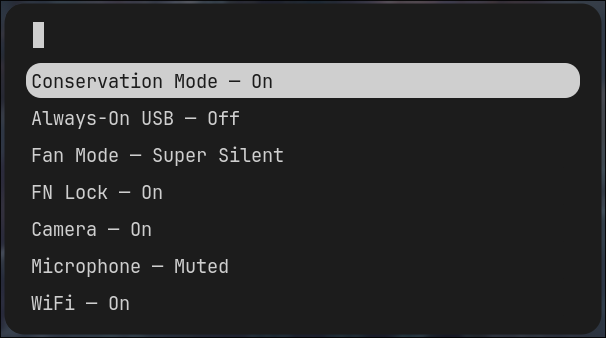 Conservation Mode — On
Always-On USB — Off
Fan Mode — Super Silent
FN Lock — On
Camera — On
Microphone — Muted
WiFi — On